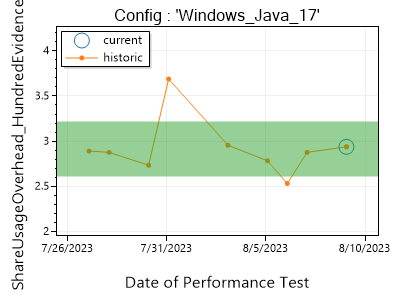 Config : 'Windows_Java_17'
ShareUsageOverhead_HundredEvidence
current
historic
4
3.5
3
2.5
2
7/26/2023
7/31/2023
8/5/2023
8/10/2023
Date of Performance Test